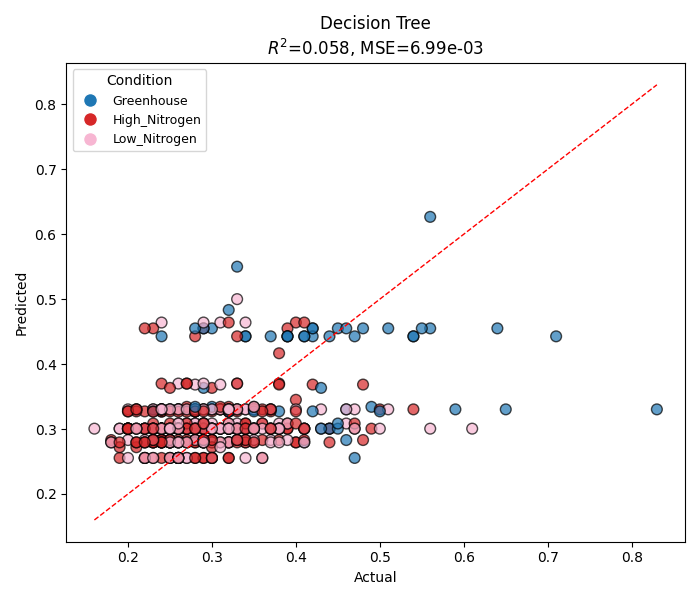 Decision Tree
$R^2$=0.058, MSE=6.99e-03
Condition
Greenhouse
High_Nitrogen
Low_Nitrogen
Predicted
0.8
0.7
0.6
0.5
0.4
0.3
0.2
0.2 0.3 0.4 0.5 0.6 0.7 0.8
Actual